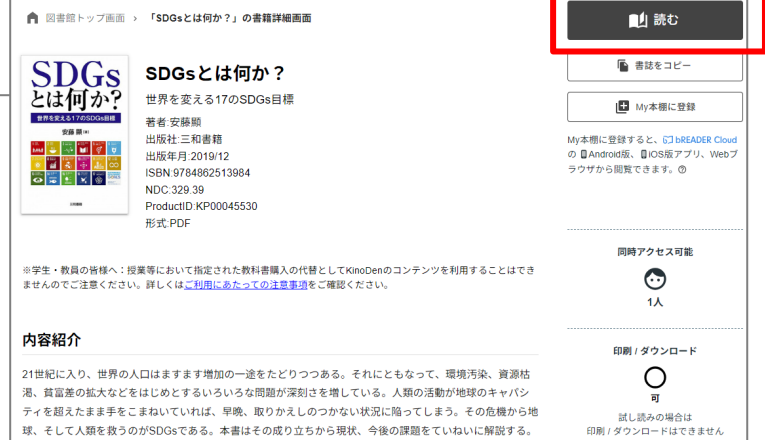 図書館トップ画面 › 「SDGsとは何か？」の書籍詳細画面
SDGs
とは何か?
世界を変える17のSDGs目標
安藤 顯
三和書籍
SDGsとは何か？
世界を変える17のSDGs目標
著者:安藤顯
出版社:三和書籍
出版年月:2019/12
ISBN:9784862513984
NDC:329.39
ProductID:KP00045530
形式:PDF
※学生・教員の皆様へ：授業等において指定された教科書購入の代替としてKinoDenのコンテンツを利用することはでき
ませんのでご注意ください。詳しくはご利用にあたっての注意事項をご確認ください。
内容紹介
21世紀に入り、世界の人口はますます増加の一途をたどりつつある。それにともなって、環境汚染、資源枯
渇、貧富差の拡大などをはじめとするいろいろな問題が深刻さを増している。人類の活動が地球のキャパシ
ティを超えたまま手をこまねいていれば、早晩、取りかえしのつかない状況に陥ってしまう。その危機から地
球、そして人類を救うのがSDGsである。本書はその成り立ちから現状、今後の課題をていねいに解説する。
読む
書誌をコピー
My本棚に登録
My本棚に登録すると、bREADER Cloud
の Android版、iOS版アプリ、Webブ
ラウザから閲覧できます。
同時アクセス可能
1人
印刷 / ダウンロード
可
試し読みの場合は
印刷 / ダウンロードはできません